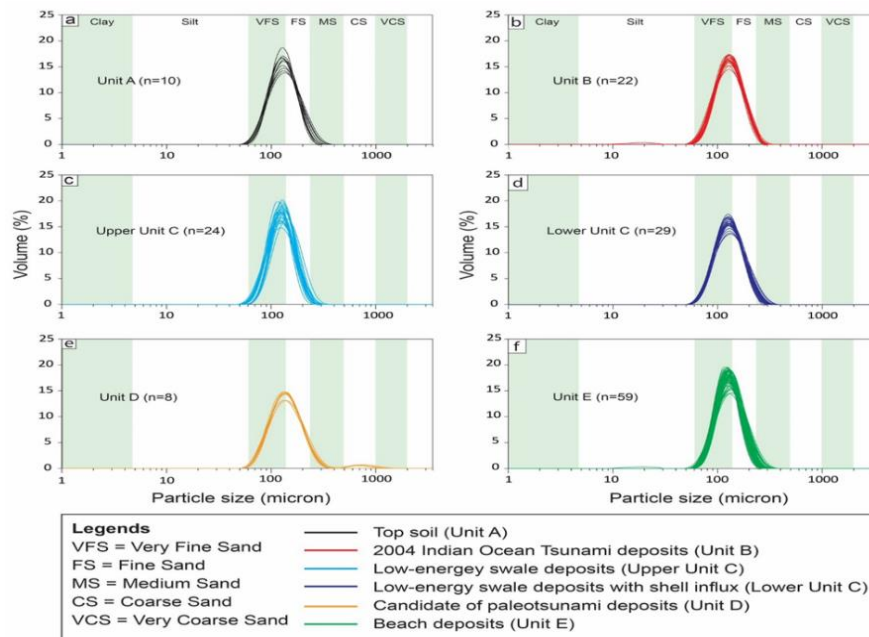 a
Clay Silt VFS FS MS CS VCS
25
20
15
10
5
0
Unit A (n=10)
1 10 100 1000
b
Clay Silt VFS FS MS CS VCS
25
20
15
10
5
0
Unit B (n=22)
1 10 100 1000
c
25
20
15
10
5
0
Upper Unit C (n=24)
1 10 100 1000
d
25
20
15
10
5
0
Lower Unit C (n=29)
1 10 100 1000
Volume (%)
Volume (%)
e
25
20
15
10
5
0
Unit D (n=8)
1 10 100 1000
Particle size (micron)
f
25
20
15
10
5
0
Unit E (n=59)
1 10 100 1000
Particle size (micron)
Legends
VFS = Very Fine Sand
FS = Fine Sand
MS = Medium Sand
CS = Coarse Sand
VCS = Very Coarse Sand
Top soil (Unit A)
2004 Indian Ocean Tsunami deposits (Unit B)
Low-energey swale deposits (Upper Unit C)
Low-energy swale deposits with shell influx (Lower Unit C)
Candidate of paleotsunami deposits (Unit D)
Beach deposits (Unit E)